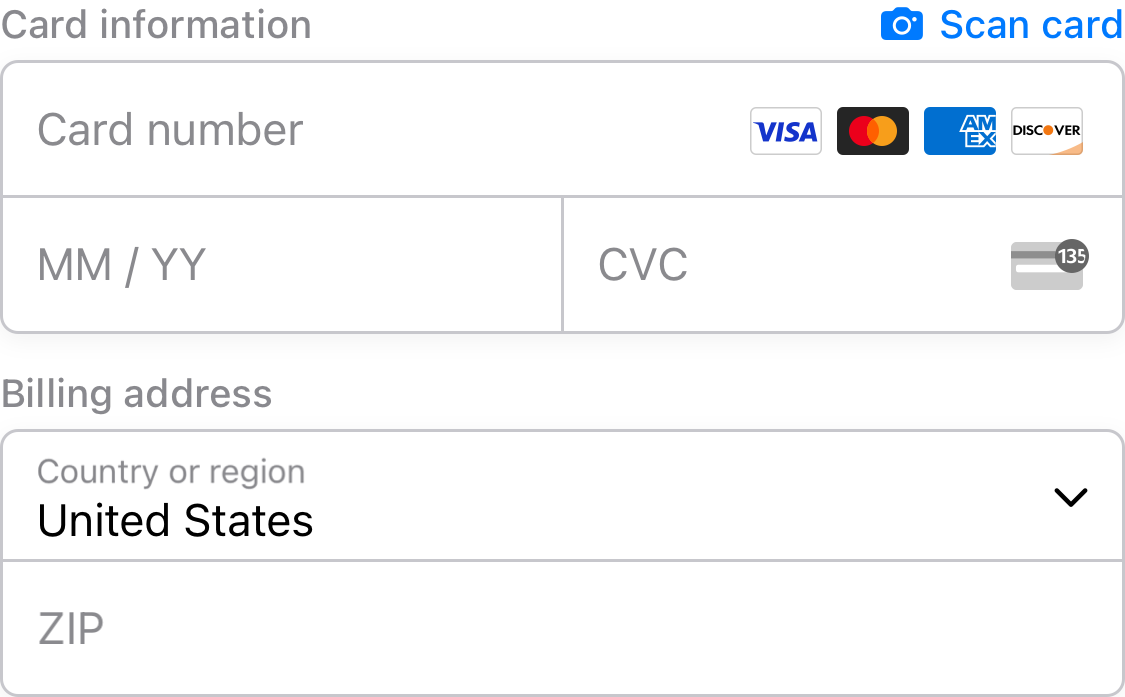 Card information
Scan card
Card number
VISA
AM
EX
DISCOVER
MM / YY
CVC
135
Billing address
Country or region
United States
ZIP